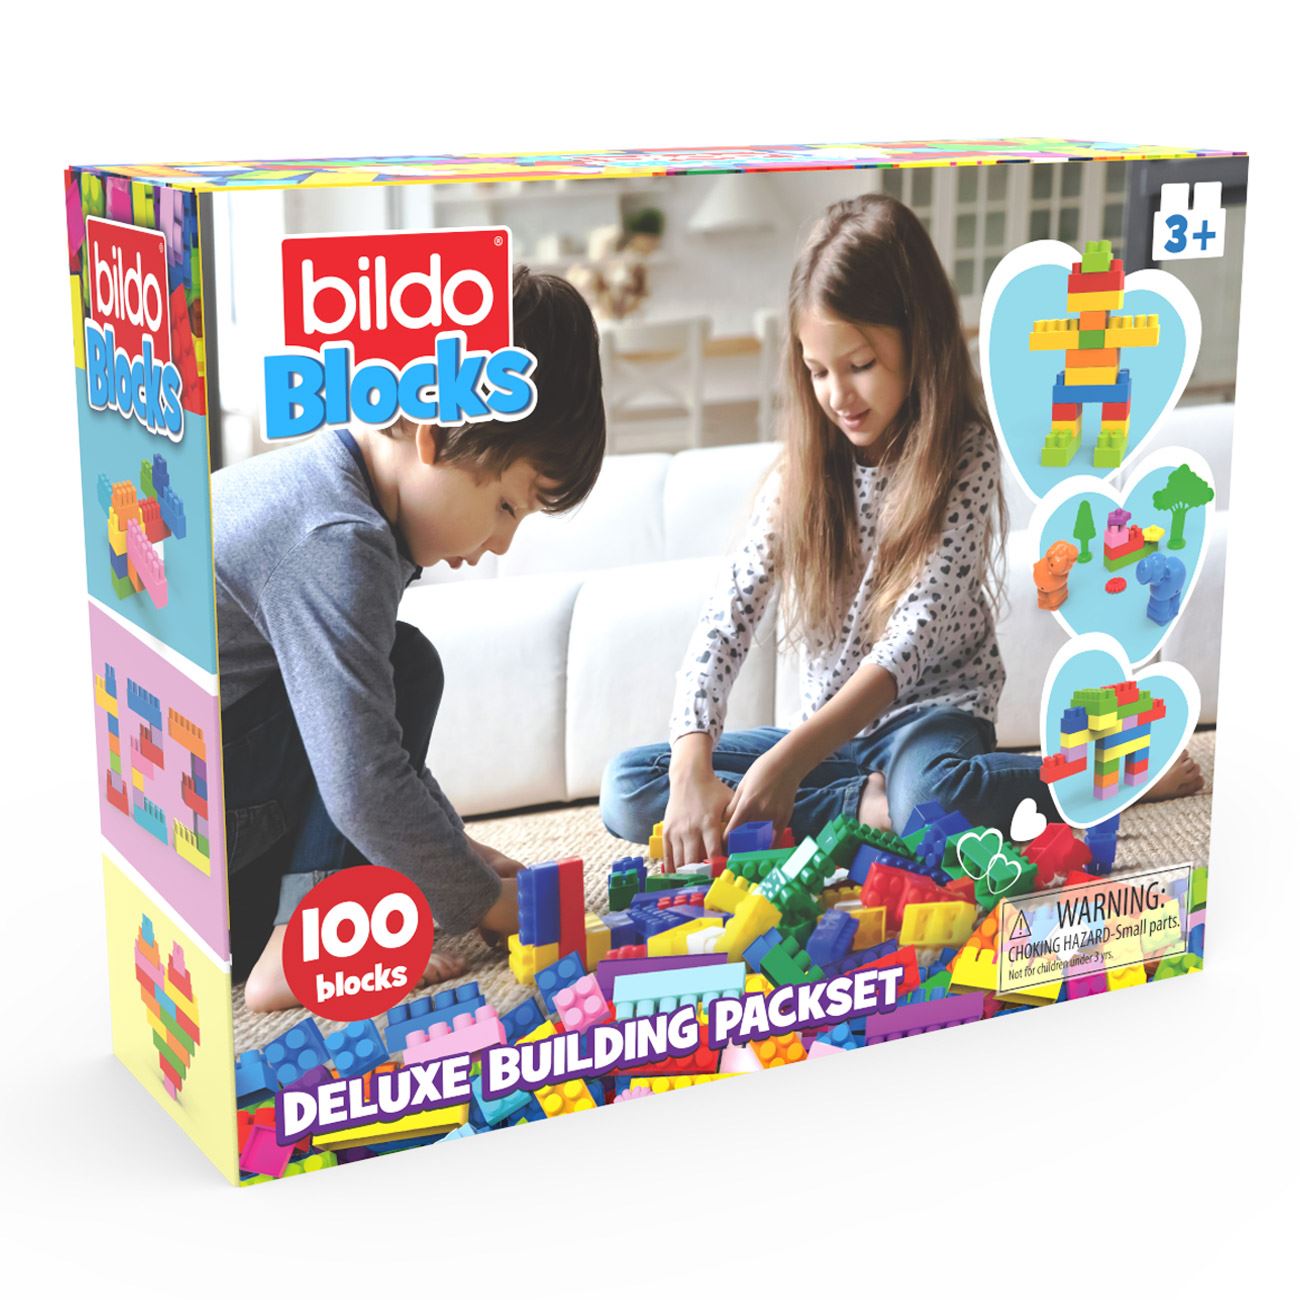 bildo®
Blocks
bildo®
Blocks
3+
100
blocks
WARNING:
CHOKING HAZARD-Small parts.
Not for children under 3 yrs.
DELUXE BUILDING PACKSET